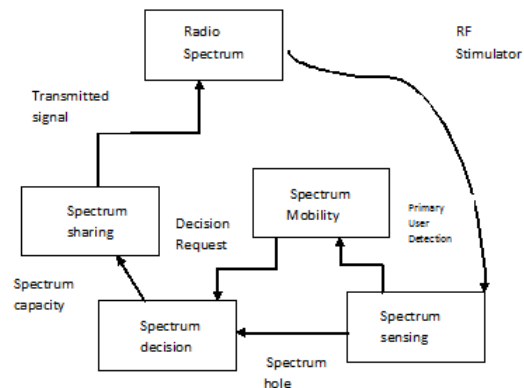 Radio
Spectrum
RF
Stimulator
Transmitted
signal
Spectrum
Mobility
Primary
User
Detection
Spectrum
sharing
Decision
Request
Spectrum
capacity
Spectrum
decision
Spectrum
sensing
Spectrum
hole